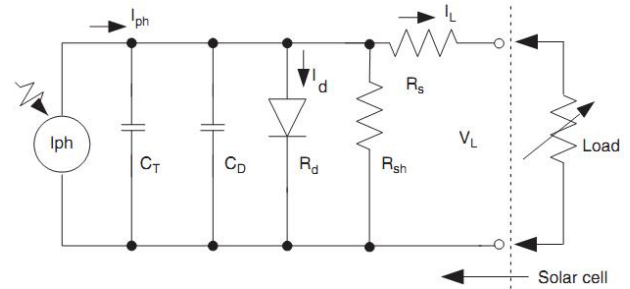 I_ph
I_L
I_d
R_s
Iph
C_T
C_D
R_d
R_sh
V_L
Load
Solar cell